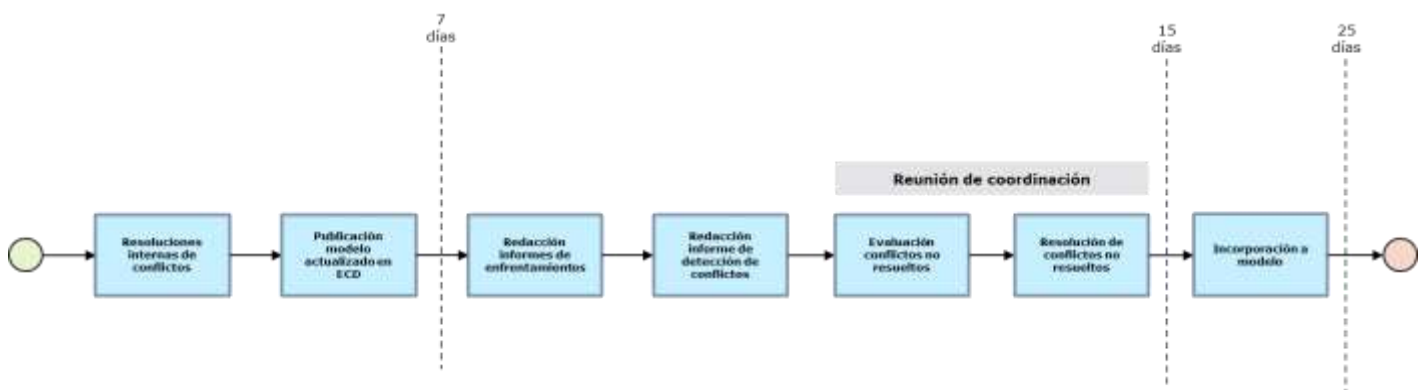 7
días
15
días
25
días
Reunión de coordinación
Resoluciones
internas de
conflictos
Publicación
modelo
actualizado en
ECD
Redacción
informes de
enfrentamientos
Redacción
informe de
detección de
conflictos
Evaluación
conflictos no
resueltos
Resolución de
conflictos no
resueltos
Incorporación a
modelo